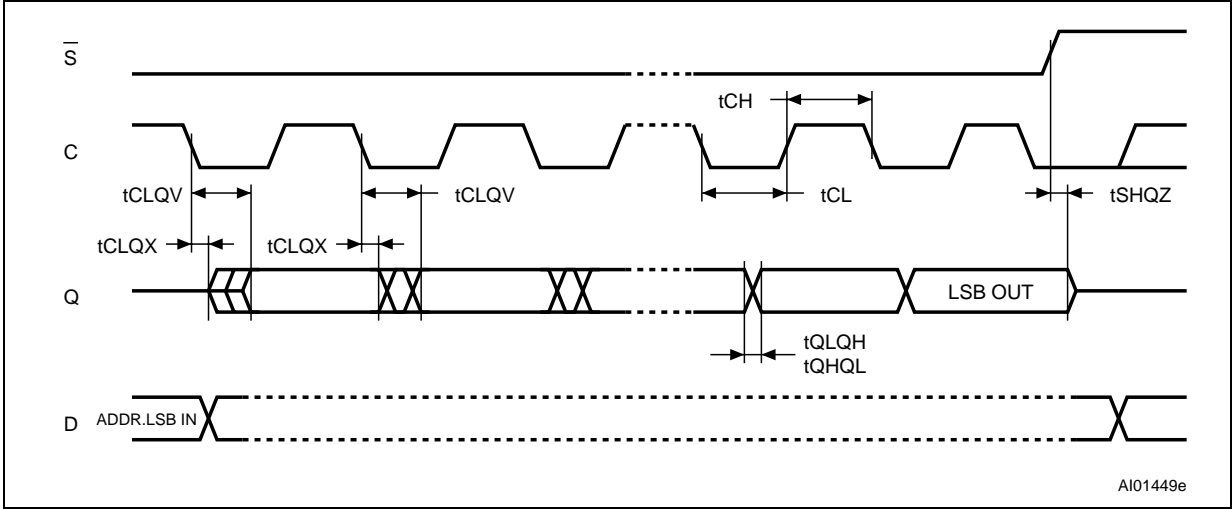 S
tCH
C
tCLQV
tCLQV
tCL
tSHQZ
tCLQX
tCLQX
Q
LSB OUT
tQLQH
tQHQL
D
ADDR.LSB IN
AI01449e